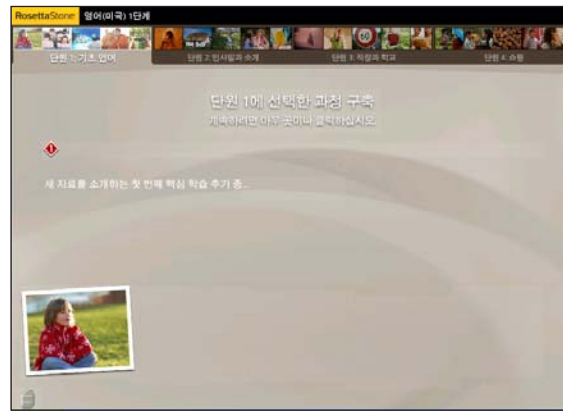 RosettaStone 영어(미국) 1단계
단원 1: 기초 언어
단원 2: 인사말과 소개
단원 3: 직장과 학교
단원 4: 쇼핑
단원 1에 선택한 과정 구축
계속하려면 아무 곳이나 클릭하십시오.
1
새 자료를 소개하는 첫 번째 핵심 학습 추가 중...